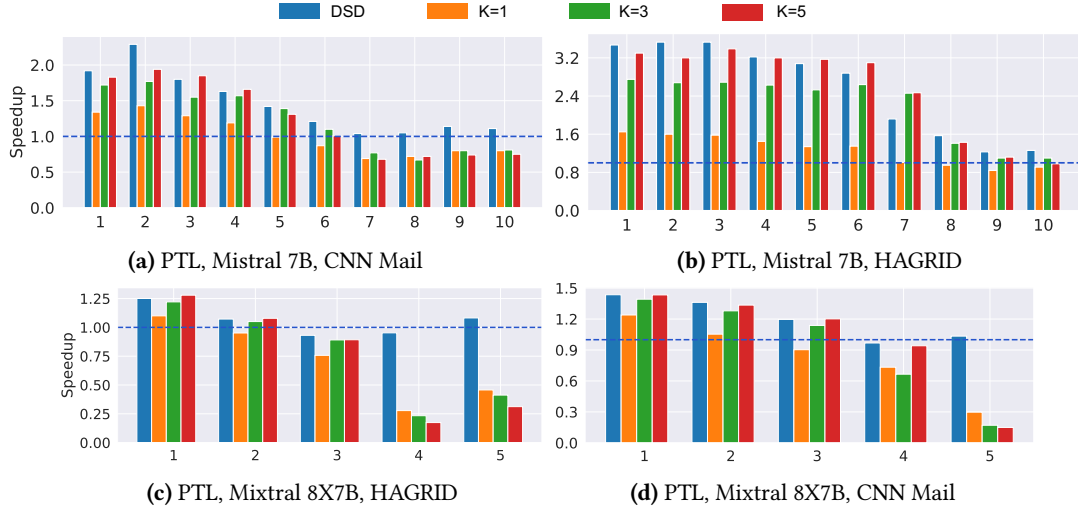 DSD K=1 K=3 K=5
Speedup
2.0
1.5
1.0
0.5
0.0
1 2 3 4 5 6 7 8 9 10
(a) PTL, Mistral 7B, CNN Mail
3.2
2.4
1.6
0.8
0.0
1 2 3 4 5 6 7 8 9 10
(b) PTL, Mistral 7B, HAGRID
Speedup
1.25
1.00
0.75
0.50
0.25
0.00
1 2 3 4 5
(c) PTL, Mixtral 8X7B, HAGRID
1.5
1.2
0.9
0.6
0.3
0.0
1 2 3 4 5
(d) PTL, Mixtral 8X7B, CNN Mail